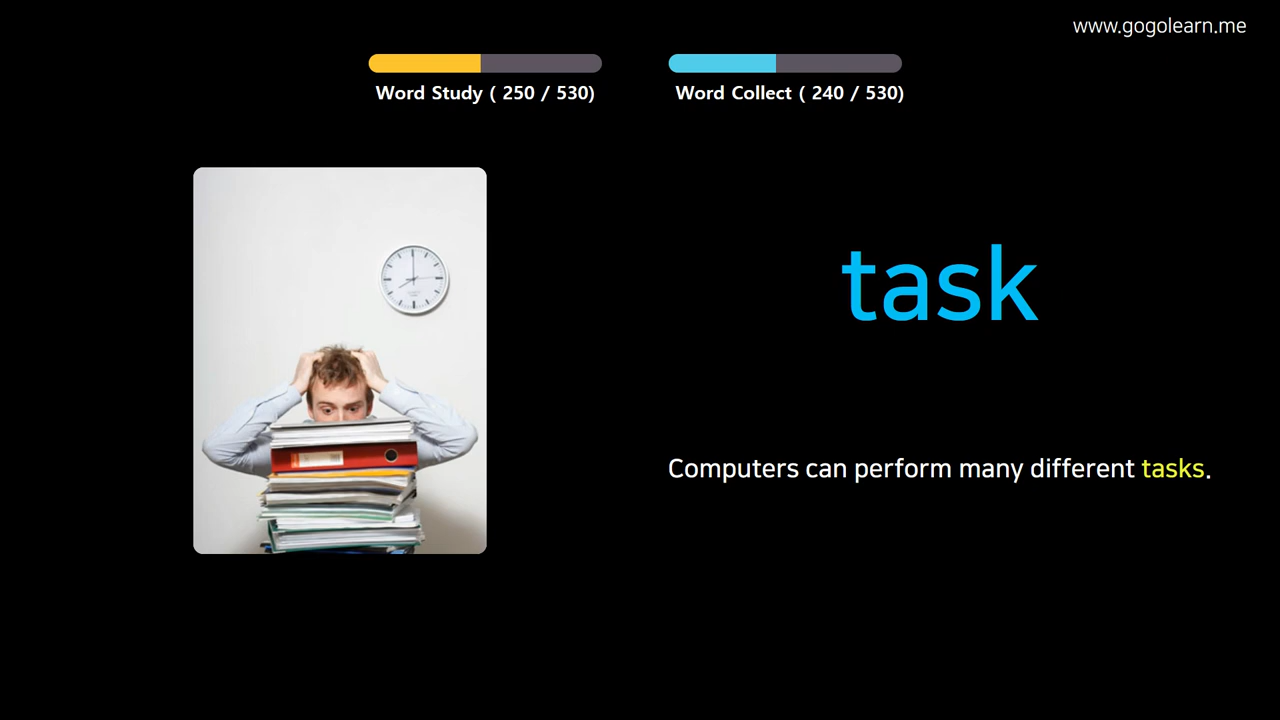 www.gogolearn.me
Word Study ( 250 / 530)
Word Collect ( 240 / 530)
task
Computers can perform many different tasks.